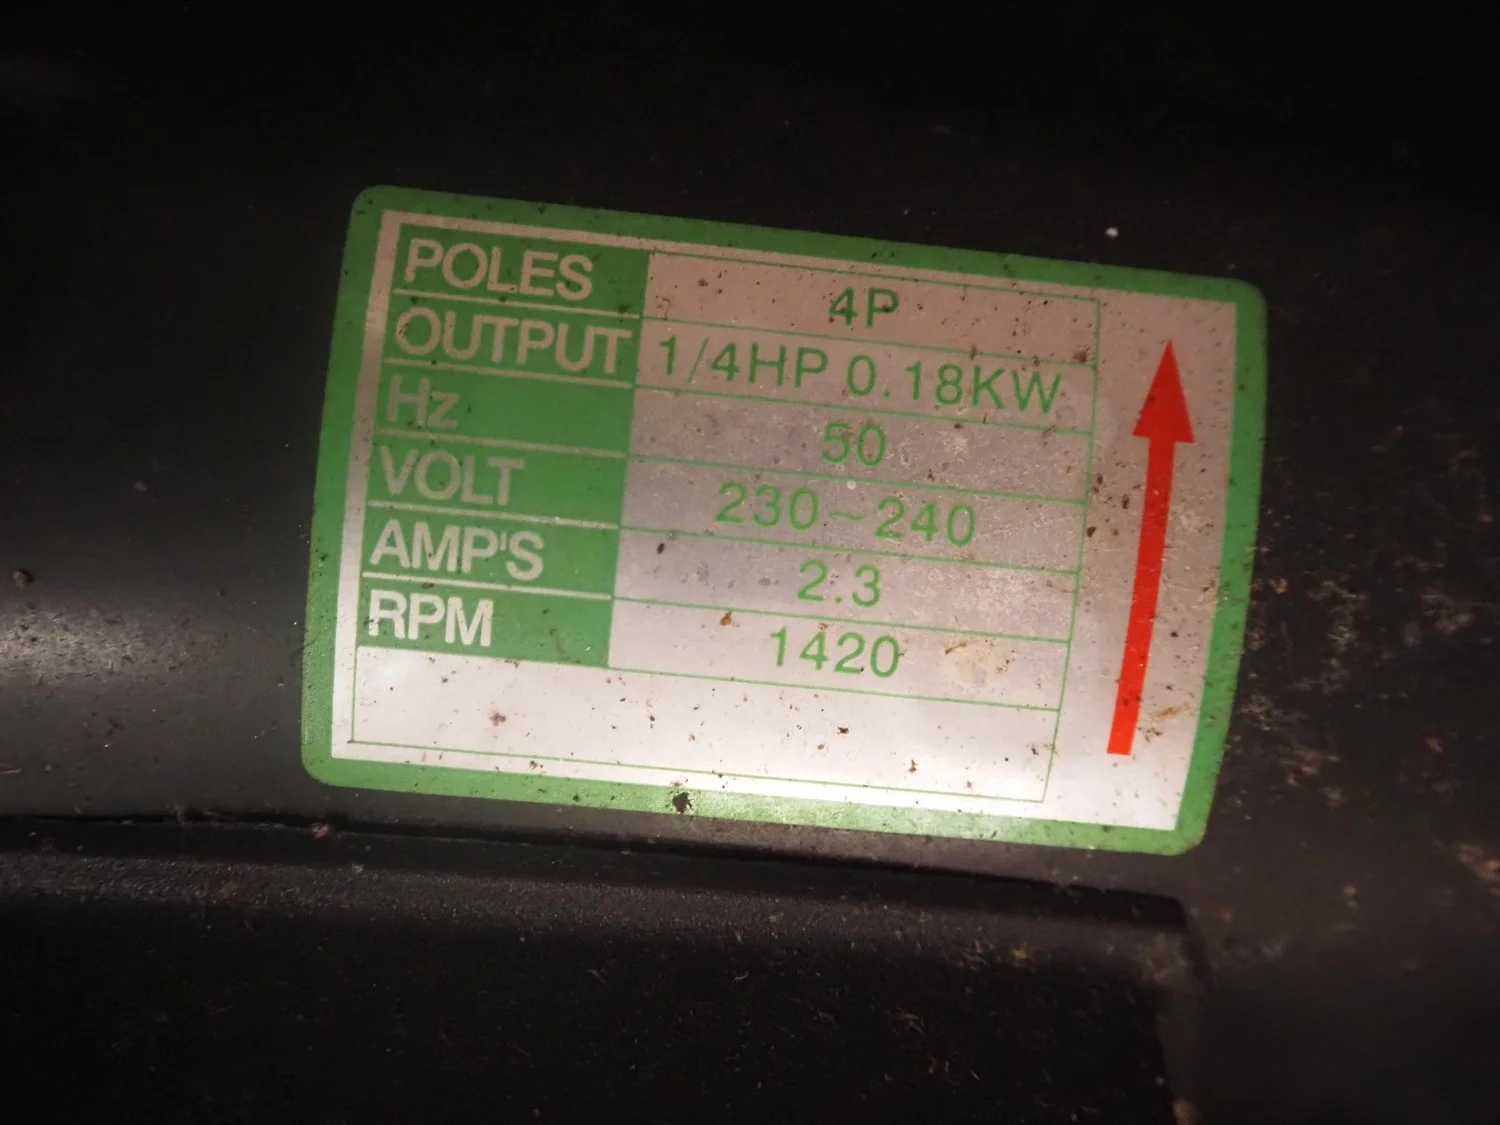 POLES 4P
OUTPUT 1/4HP 0.18KW
Hz 50
VOLT 230~240
AMP'S 2.3
RPM 1420